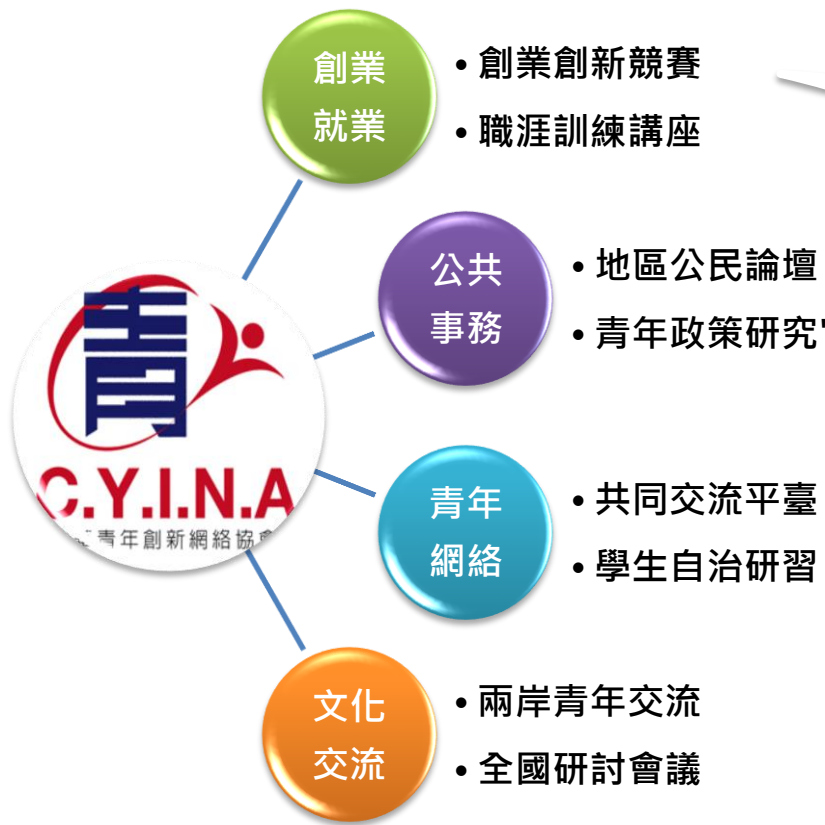 創業
就業
• 創業創新競賽
• 職涯訓練講座
公共
事務
• 地區公民論壇
• 青年政策研究
青
C.Y.I.N.A
青年創新網絡協
青年
網絡
• 共同交流平臺
• 學生自治研習
文化
交流
• 兩岸青年交流
• 全國研討會議